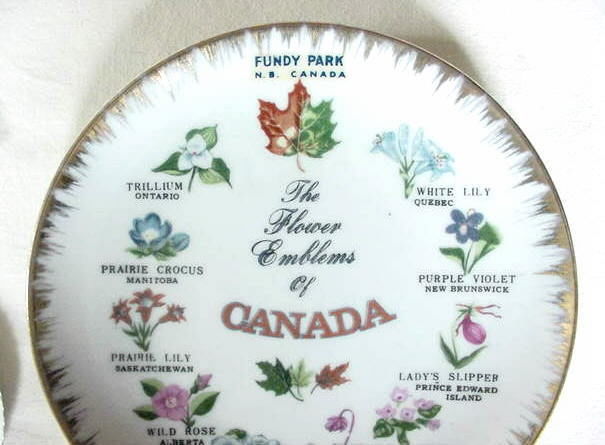 FUNDY PARK
N.B. CANADA
The
Flower
Emblems
Of
CANADA
TRILLIUM
ONTARIO
WHITE LILY
QUEBEC
PRAIRIE CROCUS
MANITOBA
PURPLE VIOLET
NEW BRUNSWICK
PRAIRIE LILY
SASKATCHEWAN
LADY'S SLIPPER
PRINCE EDWARD
ISLAND
WILD ROSE
ALBERTA